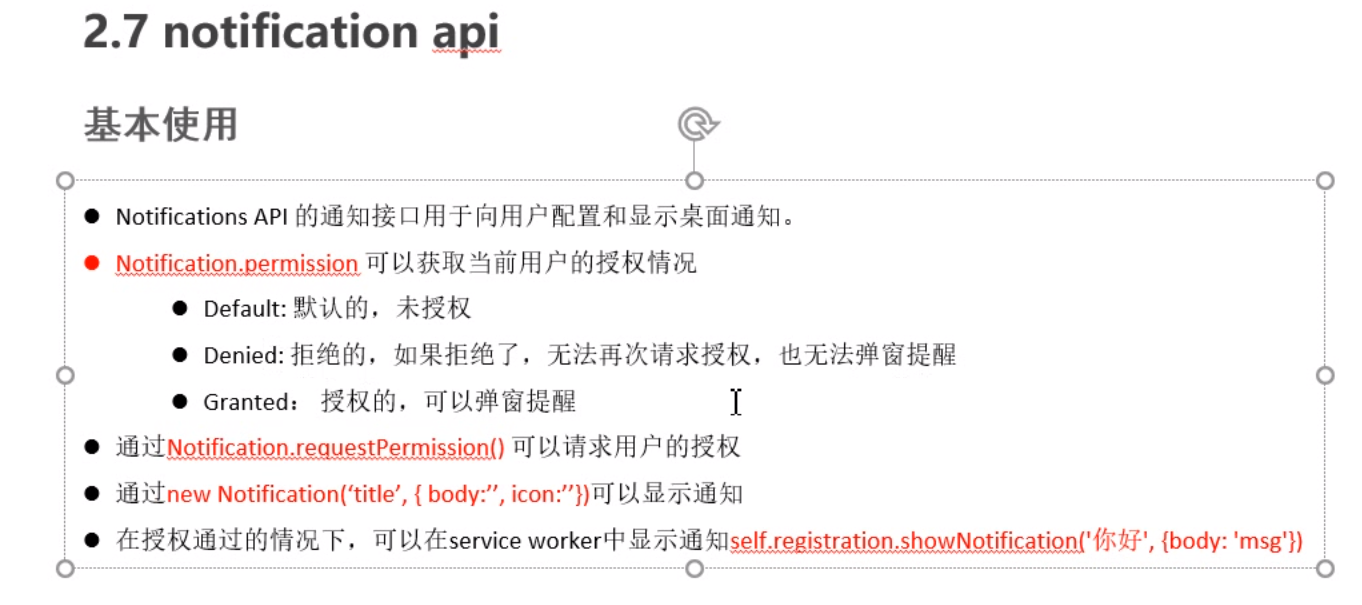 2.7 notification api
基本使用
● Notifications API 的通知接口用于向用户配置和显示桌面通知。
● Notification.permission 可以获取当前用户的授权情况
● Default: 默认的，未授权
● Denied: 拒绝的，如果拒绝了，无法再次请求授权，也无法弹窗提醒
● Granted： 授权的，可以弹窗提醒
● 通过Notification.requestPermission() 可以请求用户的授权
● 通过new Notification(‘title’, { body:’’, icon:’’})可以显示通知
● 在授权通过的情况下，可以在service worker中显示通知self.registration.showNotification('你好', {body: 'msg'})